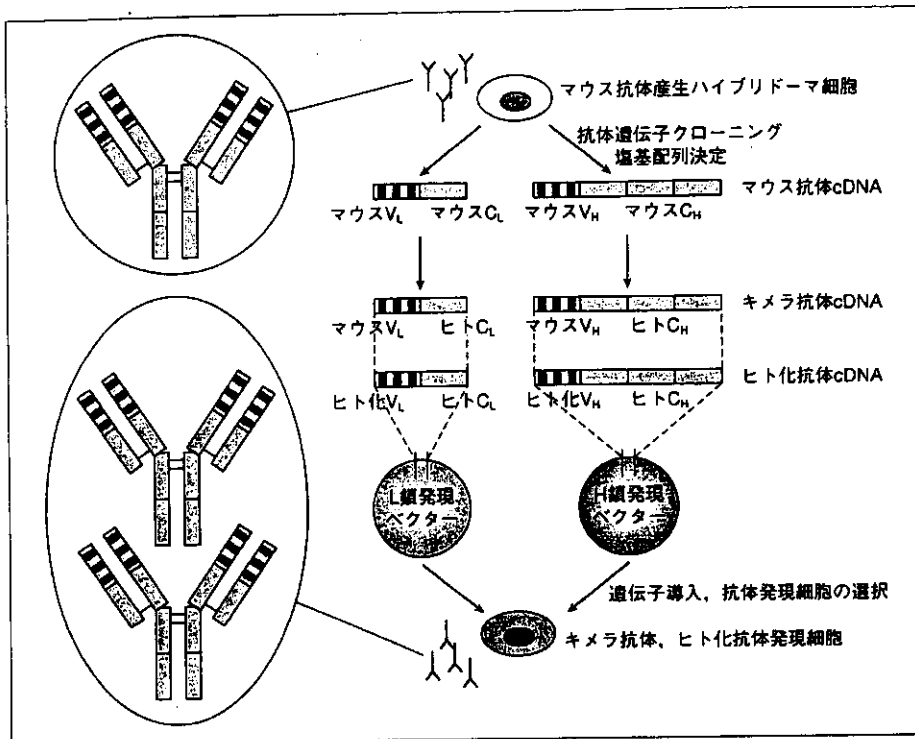 マウス抗体産生ハイブリドーマ細胞
抗体遺伝子クローニング
塩基配列決定
マウス抗体cDNA
マウスVL マウスCL マウスVH マウスCH
キメラ抗体cDNA
マウスVL ヒトCL マウスVH ヒトCH
ヒト化抗体cDNA
ヒト化VL ヒトCL ヒト化VH ヒトCH
L鎖発現
ベクター
H鎖発現
ベクター
遺伝子導入,抗体発現細胞の選択
キメラ抗体,ヒト化抗体発現細胞